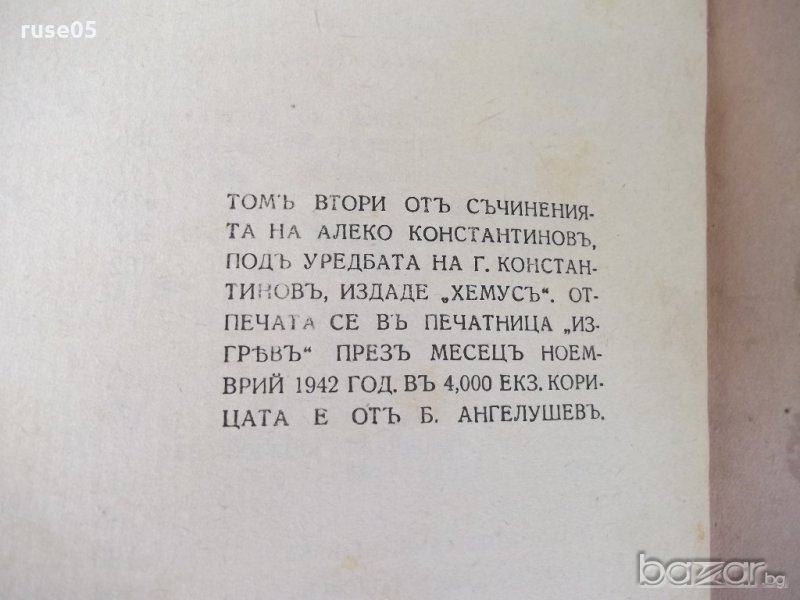 ruse05
ТОМЪ ВТОРИ ОТЪ СЪЧИНЕНИЯ-
ТА НА АЛЕКО КОНСТАНТИНОВЪ,
ПОДЪ УРЕДБАТА НА Г. КОНСТАН-
ТИНОВЪ, ИЗДАДЕ „ХЕМУСЪ“. ОТ-
ПЕЧАТА СЕ ВЪ ПЕЧАТНИЦА „ИЗ-
ГРѢВЪ“ ПРЕЗЪ МЕСЕЦЪ НОЕМ-
ВРИЙ 1942 ГОД. ВЪ 4,000 ЕКЗ. КОРИ-
ЦАТА Е ОТЪ Б. АНГЕЛУШЕВЪ.
bazar.bg